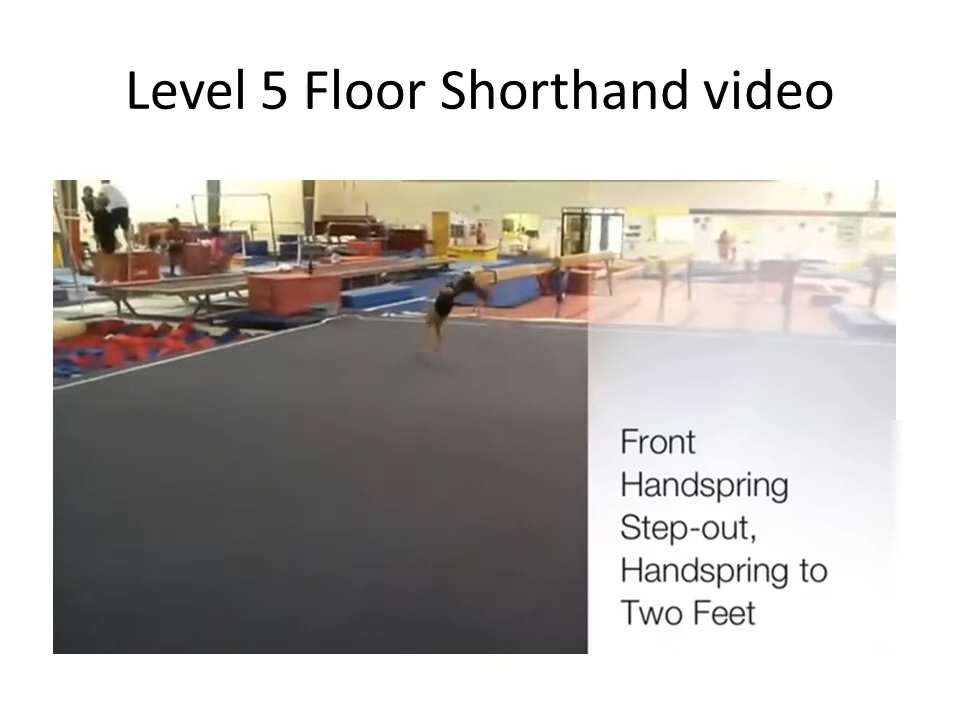 Level 5 Floor Shorthand video
Front
Handspring
Step-out,
Handspring to
Two Feet